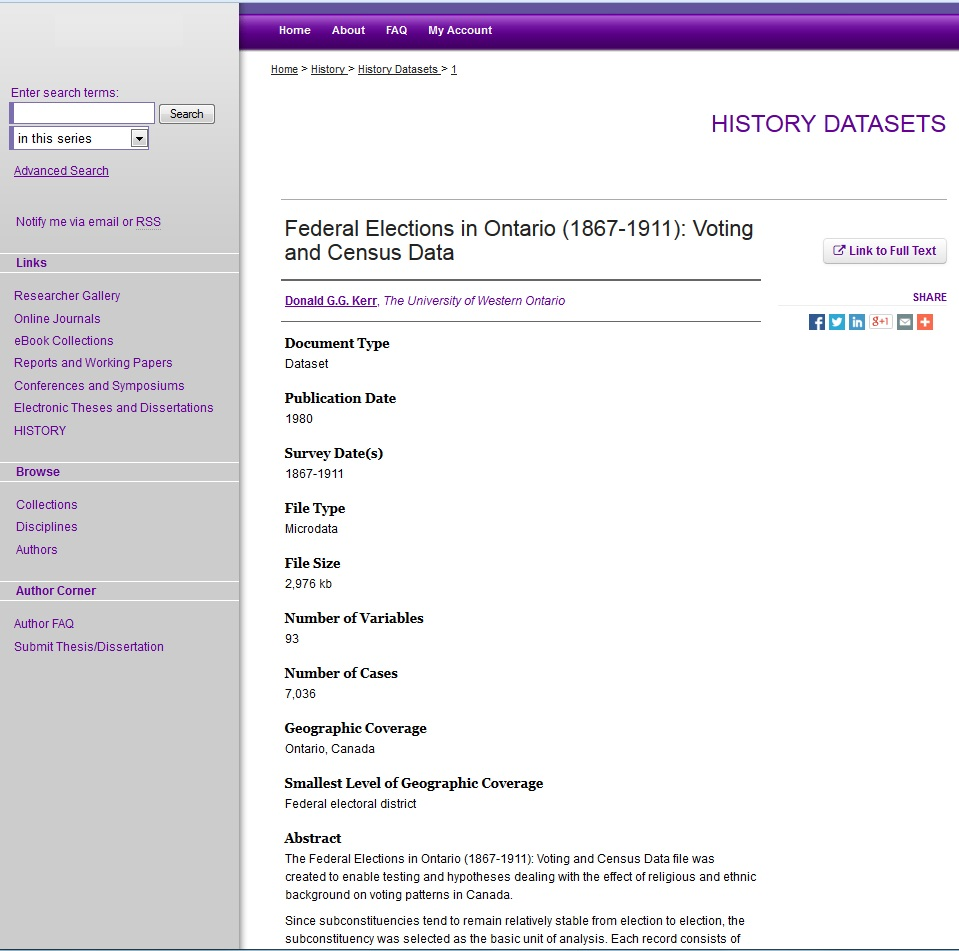 Home About FAQ My Account
Home > History > History Datasets > 1
Enter search terms:
Search
in this series
Advanced Search
Notify me via email or RSS
Links
Researcher Gallery
Online Journals
eBook Collections
Reports and Working Papers
Conferences and Symposiums
Electronic Theses and Dissertations
HISTORY
Browse
Collections
Disciplines
Authors
Author Corner
Author FAQ
Submit Thesis/Dissertation
HISTORY DATASETS
Federal Elections in Ontario (1867-1911): Voting
and Census Data
Donald G.G. Kerr, The University of Western Ontario
Document Type
Dataset
Publication Date
1980
Survey Date(s)
1867-1911
File Type
Microdata
File Size
2,976 kb
Number of Variables
93
Number of Cases
7,036
Geographic Coverage
Ontario, Canada
Smallest Level of Geographic Coverage
Federal electoral district
Abstract
The Federal Elections in Ontario (1867-1911): Voting and Census Data file was
created to enable testing and hypotheses dealing with the effect of religious and ethnic
background on voting patterns in Canada.
Since subconstituencies tend to remain relatively stable from election to election, the
subconstituency was selected as the basic unit of analysis. Each record consists of
Link to Full Text
SHARE
f in g+1